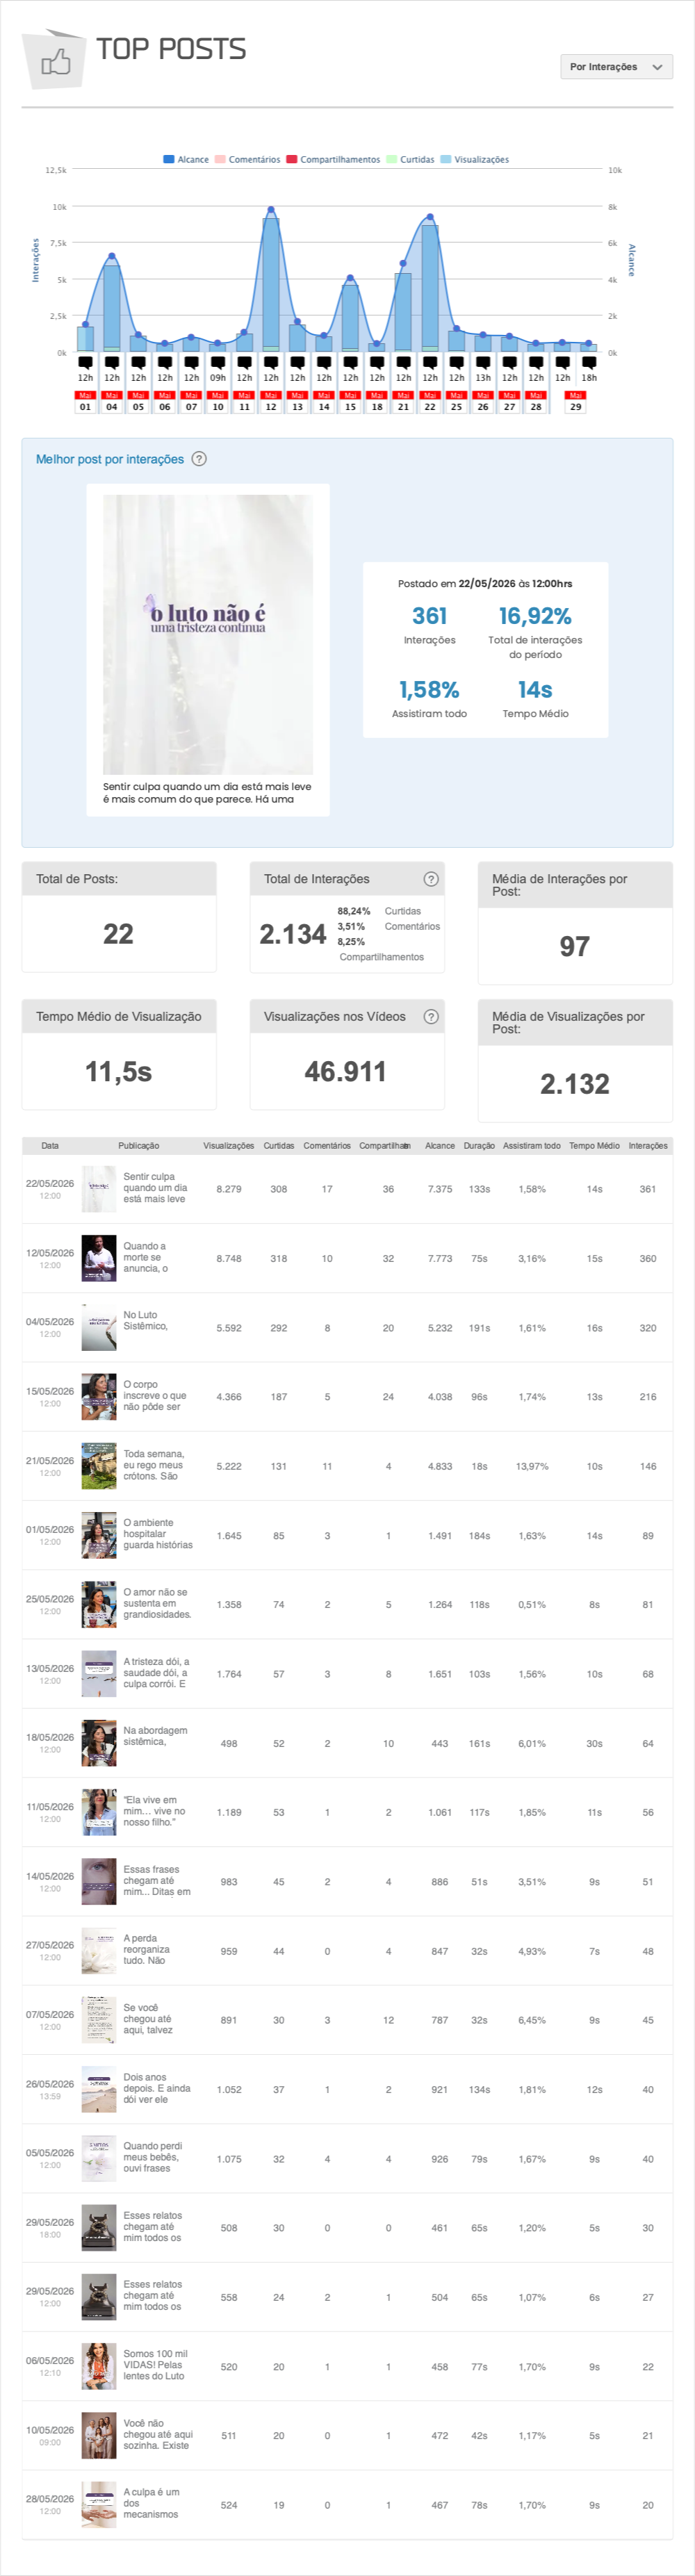 TOP POSTS
Por Interações
Alcance Comentários Compartilhamentos Curtidas Visualizações
12,5k 10k
10k 8k
7,5k 6k
5k 4k
2,5k 2k
0k 0k
Interações
Alcance
12h 12h 12h 12h 12h 09h 12h 12h 12h 12h 12h 12h 12h 12h 12h 13h 12h 12h 12h 18h
Mai Mai Mai Mai Mai Mai Mai Mai Mai Mai Mai Mai Mai Mai Mai Mai Mai Mai Mai
01 04 05 06 07 10 11 12 13 14 15 18 21 22 25 26 27 28 29
Melhor post por interações ?
o luto não é
uma tristeza contínua
Sentir culpa quando um dia está mais leve
é mais comum do que parece. Há uma
Postado em 22/05/2026 às 12:00hrs
361 16,92%
Interações Total de interações
do período
1,58% 14s
Assistiram todo Tempo Médio
Total de Posts:
22
Total de Interações ?
2.134
88,24% Curtidas
3,51% Comentários
8,25%
Compartilhamentos
Média de Interações por
Post:
97
Tempo Médio de Visualização
11,5s
Visualizações nos Vídeos ?
46.911
Média de Visualizações por
Post:
2.132
Data Publicação Visualizações Curtidas Comentários Compartilham Alcance Duração Assistiram todo Tempo Médio Interações
Sentir culpa
22/05/2026 quando um dia 8.279 308 17 36 7.375 133s 1,58% 14s 361
12:00 está mais leve
Quando a
12/05/2026 morte se 8.748 318 10 32 7.773 75s 3,16% 15s 360
12:00 anuncia, o
No Luto
04/05/2026 Sistêmico, 5.592 292 8 20 5.232 191s 1,61% 16s 320
12:00
O corpo
15/05/2026 inscreve o que 4.366 187 5 24 4.038 96s 1,74% 13s 216
12:00 não pôde ser
Toda semana,
21/05/2026 eu rego meus 5.222 131 11 4 4.833 18s 13,97% 10s 146
12:00 crótons. São
O ambiente
01/05/2026 hospitalar 1.645 85 3 1 1.491 184s 1,63% 14s 89
12:00 guarda histórias
O amor não se
25/05/2026 sustenta em 1.358 74 2 5 1.264 118s 0,51% 8s 81
12:00 grandiosidades.
A tristeza dói, a
13/05/2026 saudade dói, a 1.764 57 3 8 1.651 103s 1,56% 10s 68
12:00 culpa corrói. E
Na abordagem
18/05/2026 sistêmica, 498 52 2 10 443 161s 6,01% 30s 64
12:00
"Ela vive em
11/05/2026 mim... vive no 1.189 53 1 2 1.061 117s 1,85% 11s 56
12:00 nosso filho."
Essas frases
14/05/2026 chegam até 983 45 2 4 886 51s 3,51% 9s 51
12:00 mim... Ditas em
A perda
27/05/2026 reorganiza 959 44 0 4 847 32s 4,93% 7s 48
12:00 tudo. Não
Se você
07/05/2026 chegou até 891 30 3 12 787 32s 6,45% 9s 45
12:00 aqui, talvez
Dois anos
26/05/2026 depois. E ainda 1.052 37 1 2 921 134s 1,81% 12s 40
13:59 dói ver ele
Quando perdi
05/05/2026 meus bebês, 1.075 32 4 4 926 79s 1,67% 9s 40
12:00 ouvi frases
Esses relatos
29/05/2026 chegam até 508 30 0 0 461 65s 1,20% 5s 30
18:00 mim todos os
Esses relatos
29/05/2026 chegam até 558 24 2 1 504 65s 1,07% 6s 27
12:00 mim todos os
Somos 100 mil
06/05/2026 VIDAS! Pelas 520 20 1 1 458 77s 1,70% 9s 22
12:10 lentes do Luto
Você não
10/05/2026 chegou até aqui 511 20 0 1 472 42s 1,17% 5s 21
09:00 sozinha. Existe
A culpa é um
28/05/2026 dos 524 19 0 1 467 78s 1,70% 9s 20
12:00 mecanismos